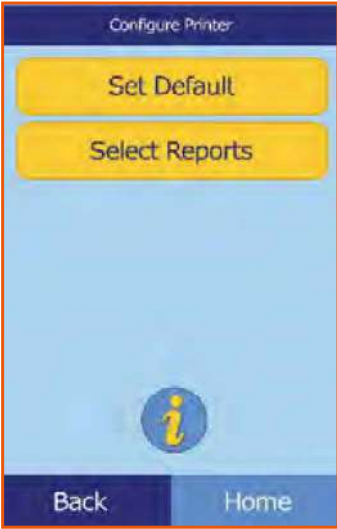 Configure Printer
Set Default
Select Reports
i
Back Home